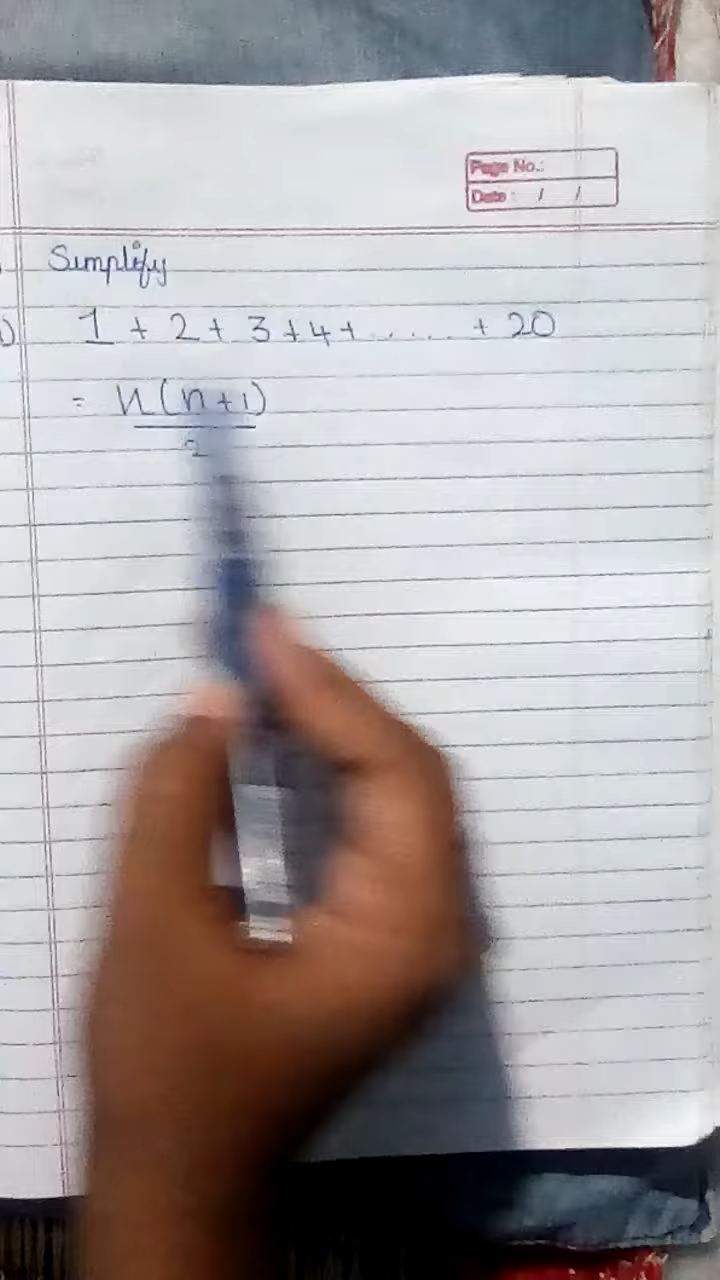 Page No.:
Date : / /
Simplify
1 + 2 + 3 + 4 + ...... + 20
= n(n+1)
2